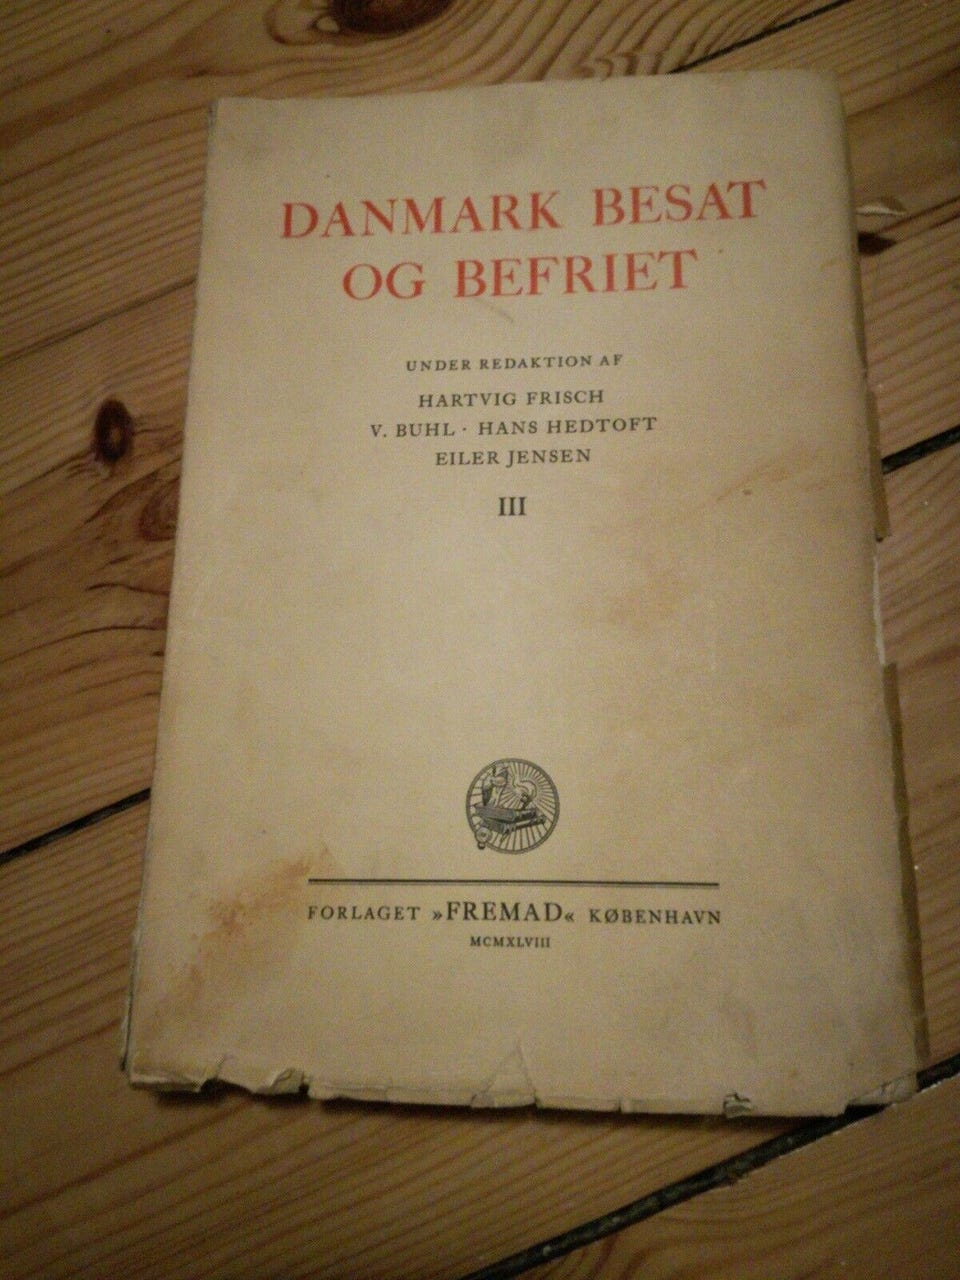 DANMARK BESAT
OG BEFRIET
UNDER REDAKTION AF
HARTVIG FRISCH
V. BUHL · HANS HEDTOFT
EILER JENSEN
III
FORLAGET »FREMAD« KØBENHAVN
MCMXLVIII